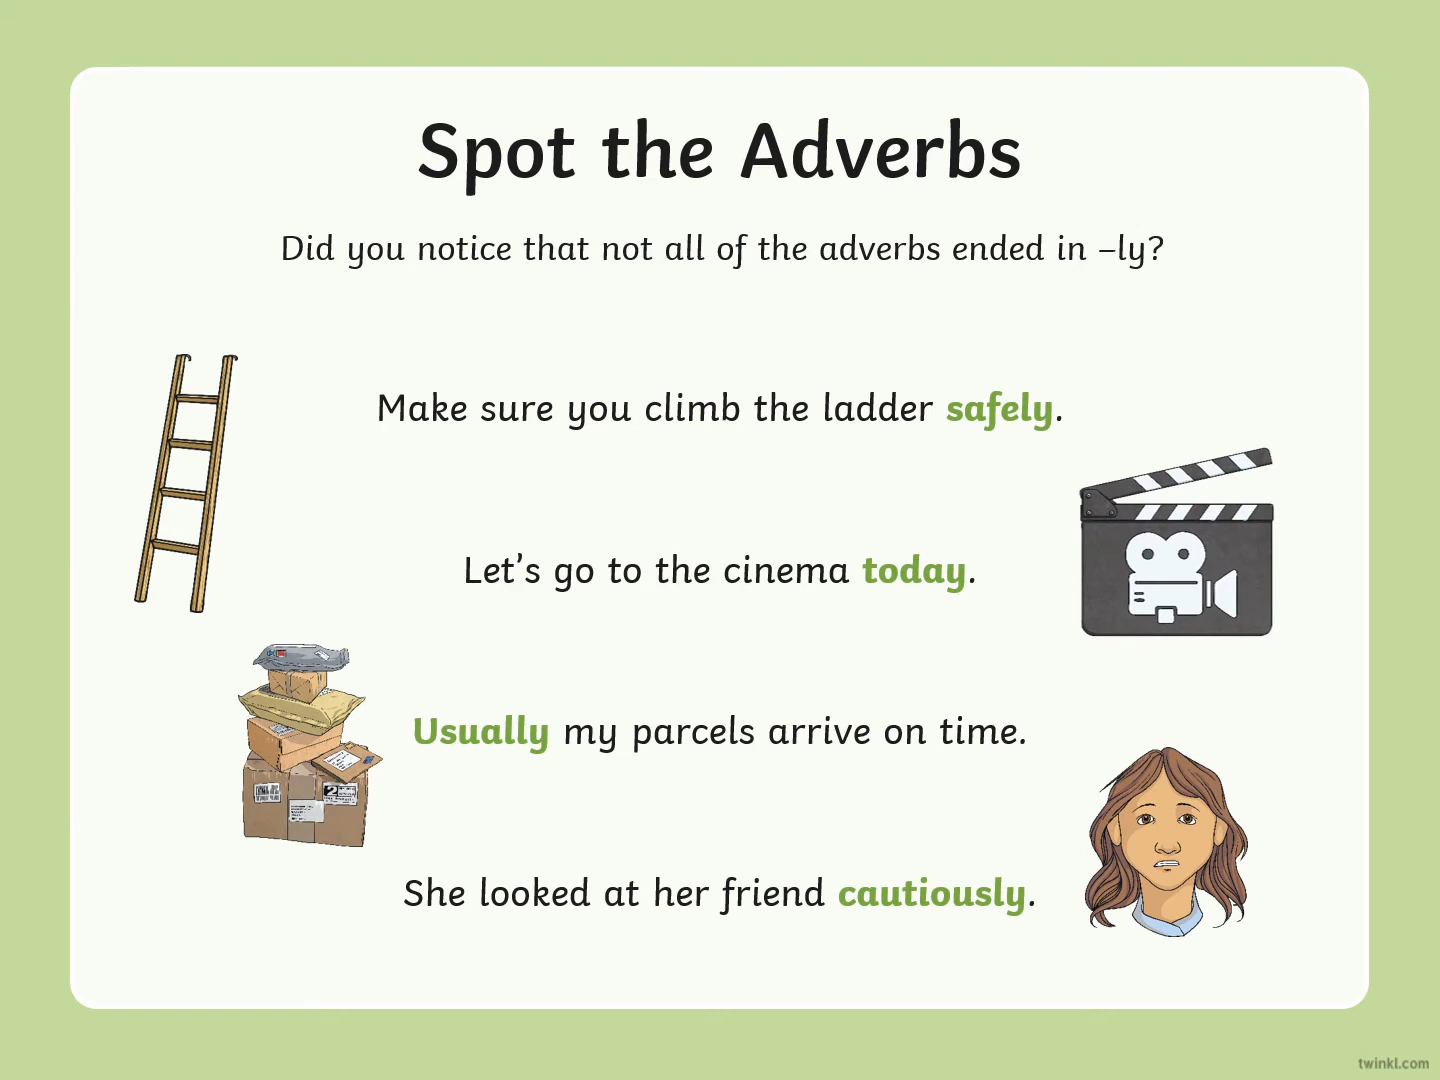 Spot the Adverbs
Did you notice that not all of the adverbs ended in –ly?
Make sure you climb the ladder safely.
Let’s go to the cinema today.
Usually my parcels arrive on time.
She looked at her friend cautiously.
twinkl.com